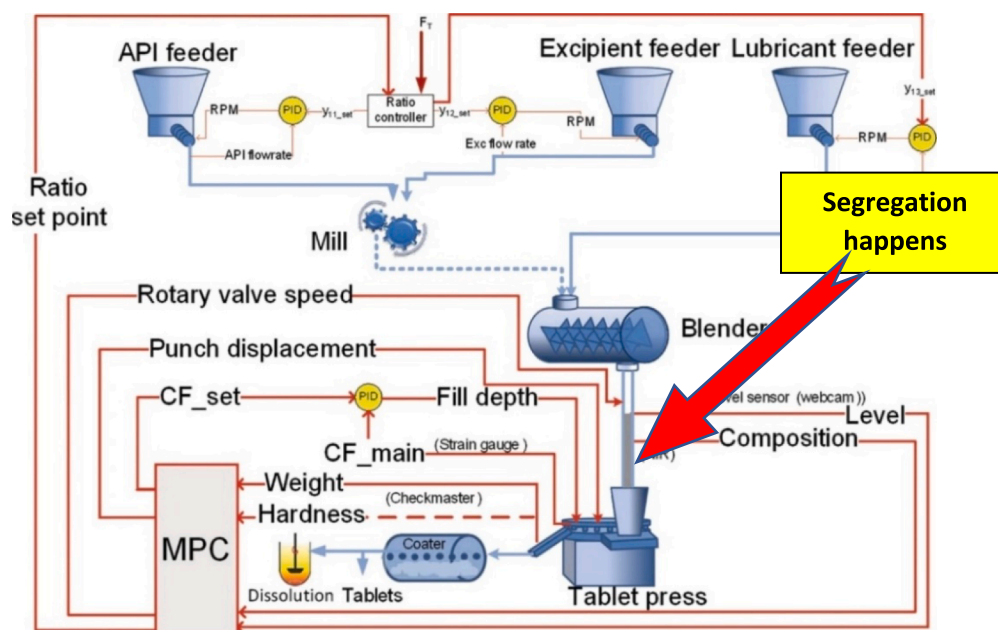 F_T
API feeder
Excipient feeder
Lubricant feeder
RPM
PID
y11_set
Ratio
controller
y12_set
PID
RPM
y13_set
RPM
PID
API flowrate
Exc flow rate
Ratio
set point
Mill
Segregation
happens
Rotary valve speed
Blender
Punch displacement
CF_set
PID
Fill depth
sensor (webcam))
Level
Composition
CF_main
(Strain gauge )
Weight
(Checkmaster)
Hardness
MPC
Coater
Dissolution
Tablets
Tablet press